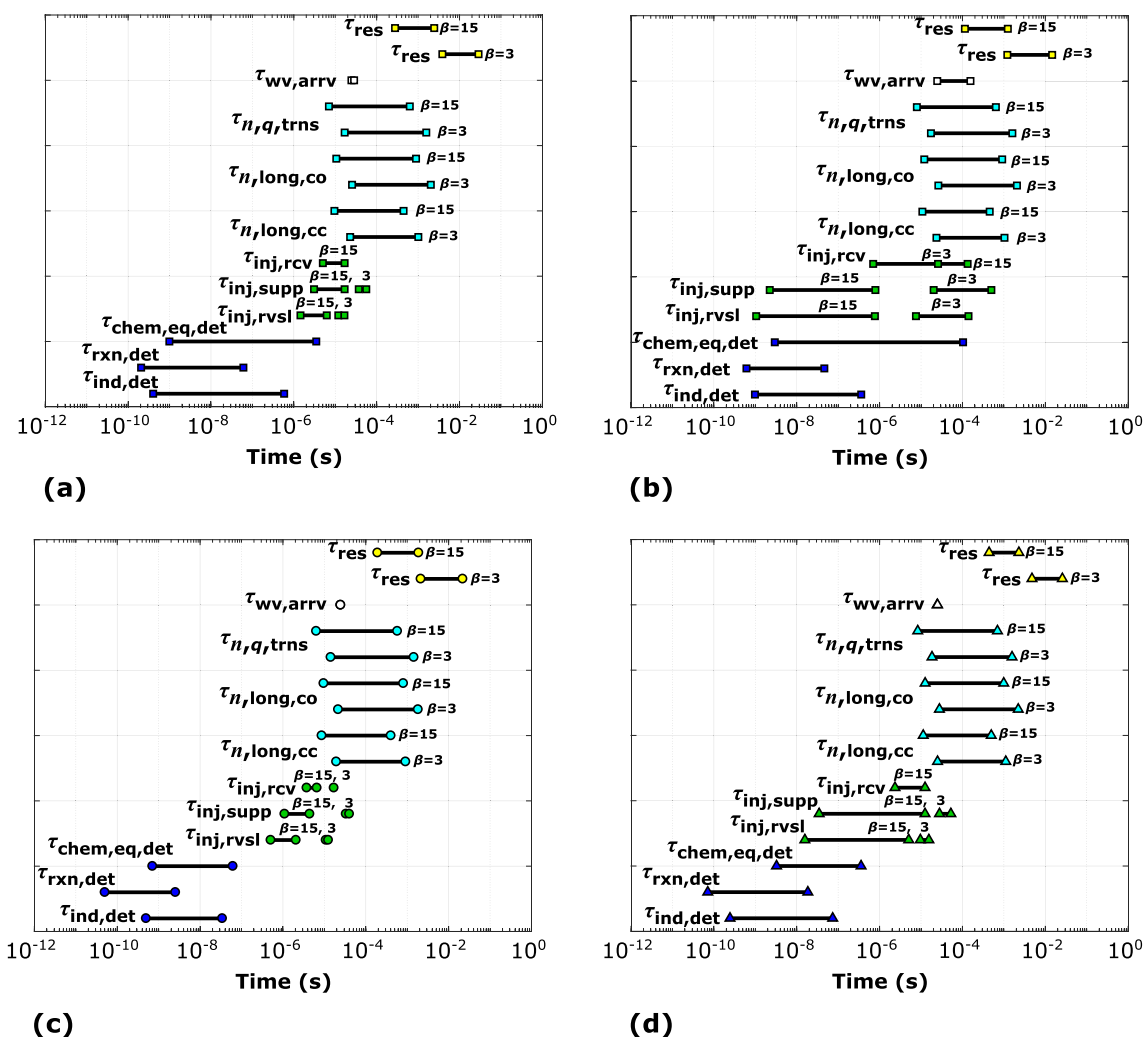 τres β=15
τres β=3
τwv,arrv
β=15
τn,q,trns
β=3
β=15
τn,long,co
β=3
β=15
τn,long,cc
β=3
τinj,rcv β=15
τinj,supp β=15, 3
τinj,rvsl β=15, 3
τchem,eq,det
τrxn,det
τind,det
10-12 10-10 10-8 10-6 10-4 10-2 100
Time (s)
(a)
τres β=15
τres β=3
τwv,arrv
β=15
τn,q,trns
β=3
β=15
τn,long,co
β=3
β=15
τn,long,cc
β=3
τinj,rcv β=3 β=15
τinj,supp β=15 β=3
τinj,rvsl β=15 β=3
τchem,eq,det
τrxn,det
τind,det
10-12 10-10 10-8 10-6 10-4 10-2 100
Time (s)
(b)
τres β=15
τres β=3
τwv,arrv
β=15
τn,q,trns
β=3
β=15
τn,long,co
β=3
β=15
τn,long,cc
β=3
τinj,rcv β=15, 3
τinj,supp β=15, 3
τinj,rvsl β=15, 3
τchem,eq,det
τrxn,det
τind,det
10-12 10-10 10-8 10-6 10-4 10-2 100
Time (s)
(c)
τres β=15
τres β=3
τwv,arrv
β=15
τn,q,trns
β=3
β=15
τn,long,co
β=3
β=15
τn,long,cc
β=3
τinj,rcv β=15
τinj,supp β=15, 3
τinj,rvsl β=15, 3
τchem,eq,det
τrxn,det
τind,det
10-12 10-10 10-8 10-6 10-4 10-2 100
Time (s)
(d)